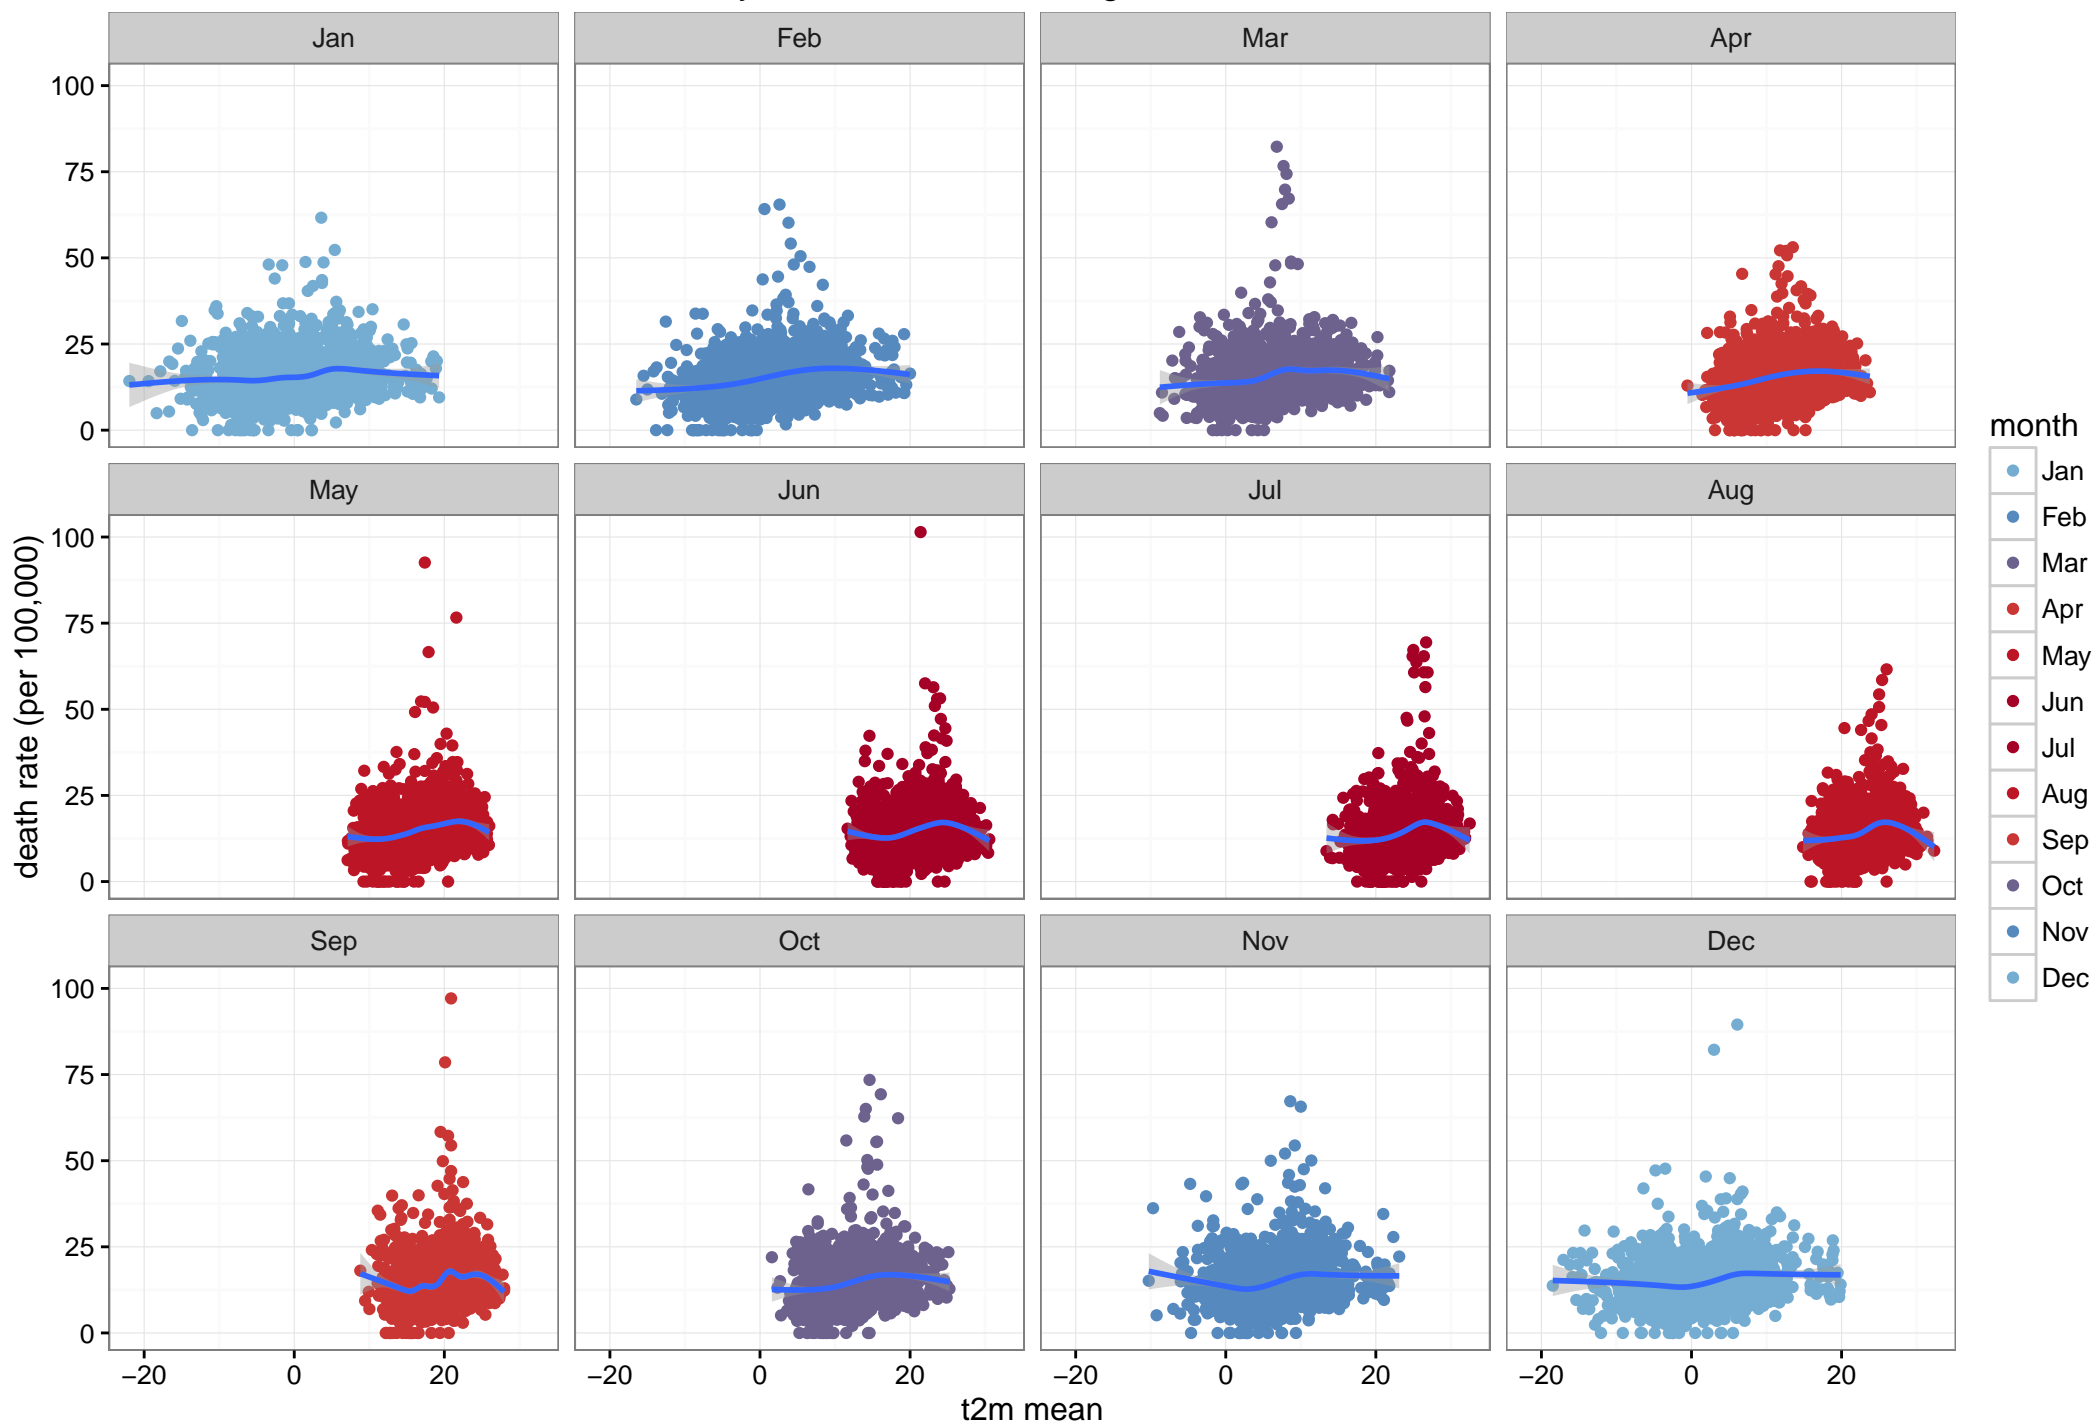 Jan Feb Mar Apr
100
75
50
25
0
May Jun Jul Aug
death rate (per 100,000)
100
75
50
25
0
Sep Oct Nov Dec
100
75
50
25
0
−20 0 20 −20 0 20 −20 0 20 −20 0 20
t2m mean
month
Jan
Feb
Mar
Apr
May
Jun
Jul
Aug
Sep
Oct
Nov
Dec